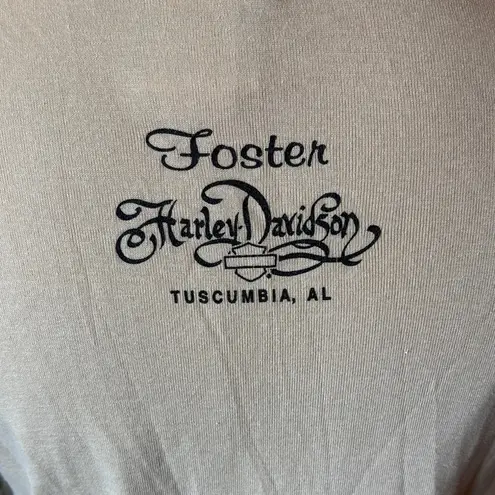 Foster
Harley-Davidson
TUSCUMBIA, AL